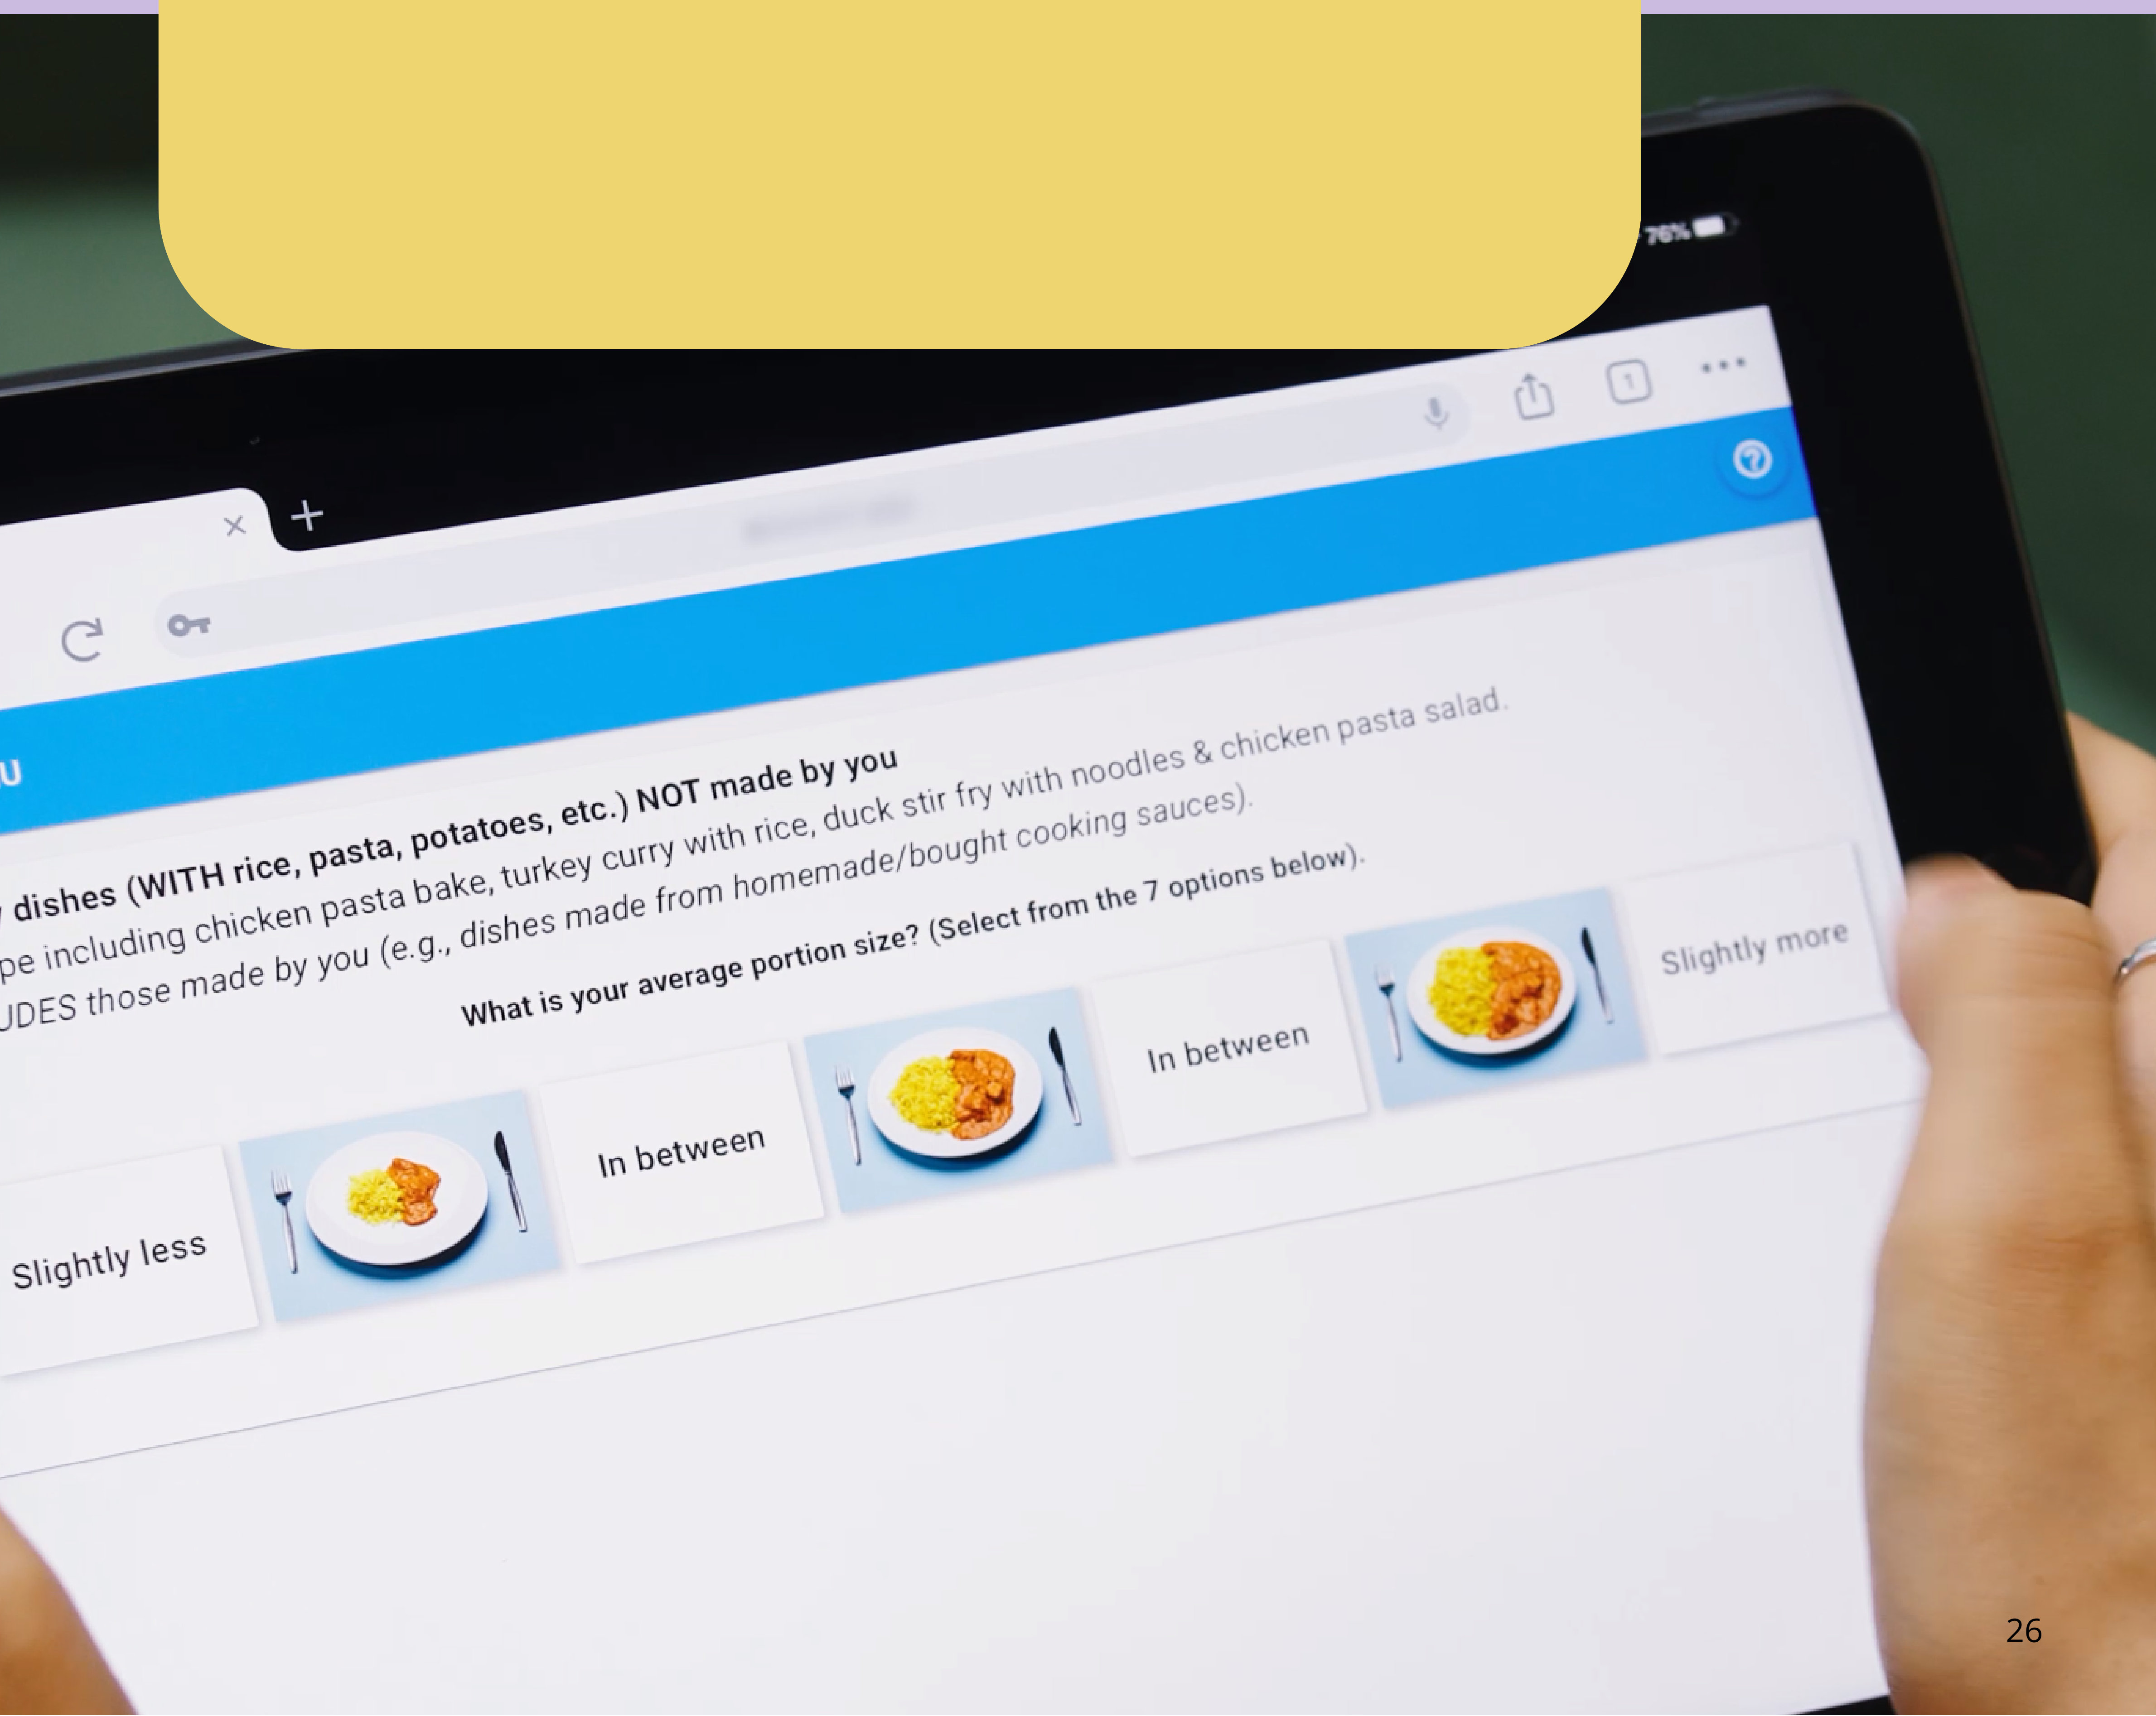 76%
1
U
dishes (WITH rice, pasta, potatoes, etc.) NOT made by you
pe including chicken pasta bake, turkey curry with rice, duck stir fry with noodles & chicken pasta salad.
UDES those made by you (e.g., dishes made from homemade/bought cooking sauces).
What is your average portion size? (Select from the 7 options below).
Slightly less
In between
In between
Slightly more
26